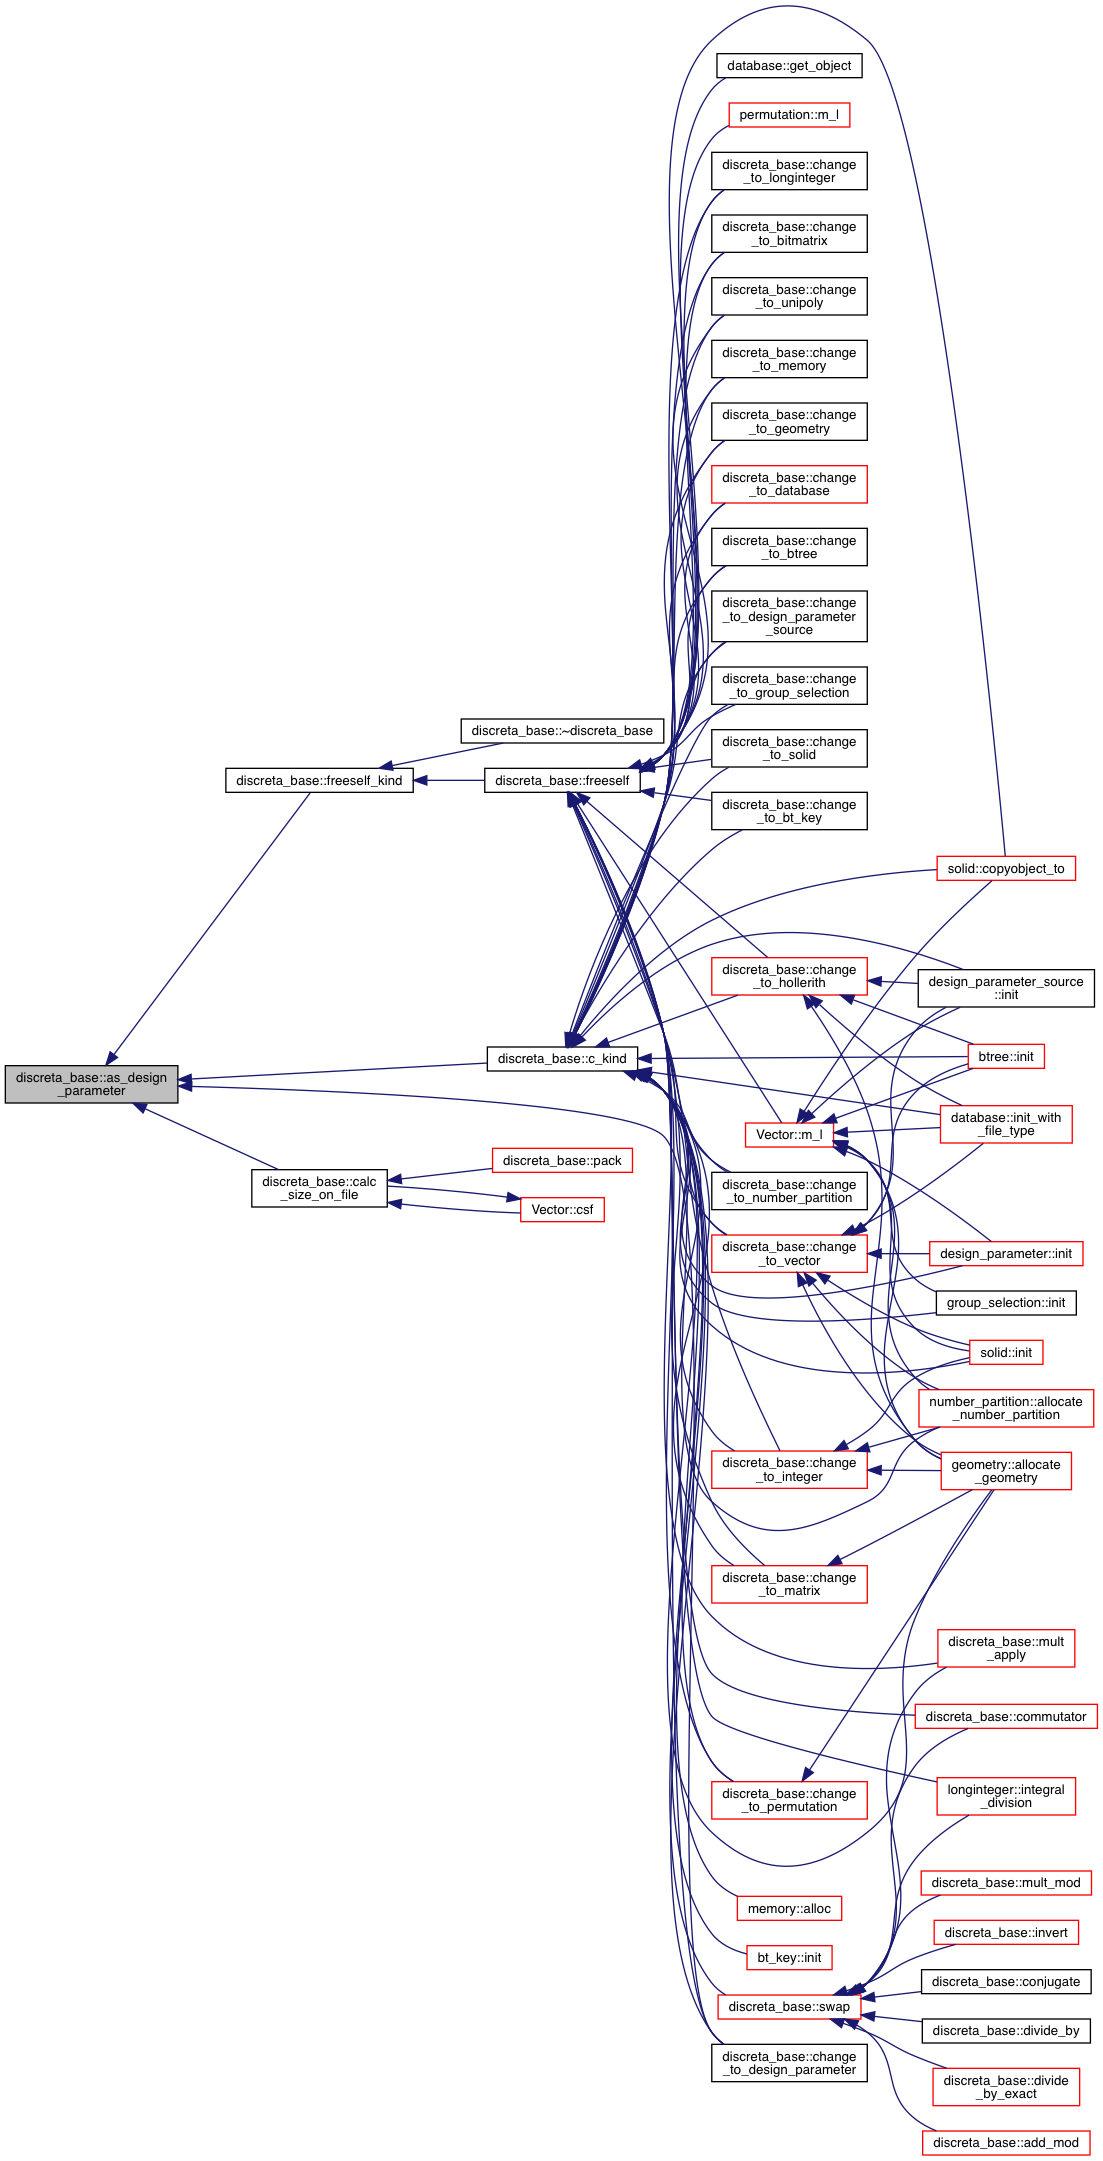 database::get_object
permutation::m_l
discreta_base::change
_to_longinteger
discreta_base::change
_to_bitmatrix
discreta_base::change
_to_unipoly
discreta_base::change
_to_memory
discreta_base::change
_to_geometry
discreta_base::change
_to_database
discreta_base::change
_to_btree
discreta_base::change
_to_design_parameter
_source
discreta_base::change
_to_group_selection
discreta_base::~discreta_base
discreta_base::change
_to_solid
discreta_base::freeself_kind
discreta_base::freeself
discreta_base::change
_to_bt_key
solid::copyobject_to
discreta_base::change
_to_hollerith
design_parameter_source
::init
discreta_base::as_design
_parameter
discreta_base::c_kind
btree::init
Vector::m_l
database::init_with
_file_type
discreta_base::pack
discreta_base::calc
_size_on_file
Vector::csf
discreta_base::change
_to_number_partition
discreta_base::change
_to_vector
design_parameter::init
group_selection::init
solid::init
number_partition::allocate
_number_partition
discreta_base::change
_to_integer
geometry::allocate
_geometry
discreta_base::change
_to_matrix
discreta_base::mult
_apply
discreta_base::commutator
discreta_base::change
_to_permutation
longinteger::integral
_division
discreta_base::mult_mod
memory::alloc
discreta_base::invert
bt_key::init
discreta_base::conjugate
discreta_base::swap
discreta_base::divide_by
discreta_base::change
_to_design_parameter
discreta_base::divide
_by_exact
discreta_base::add_mod